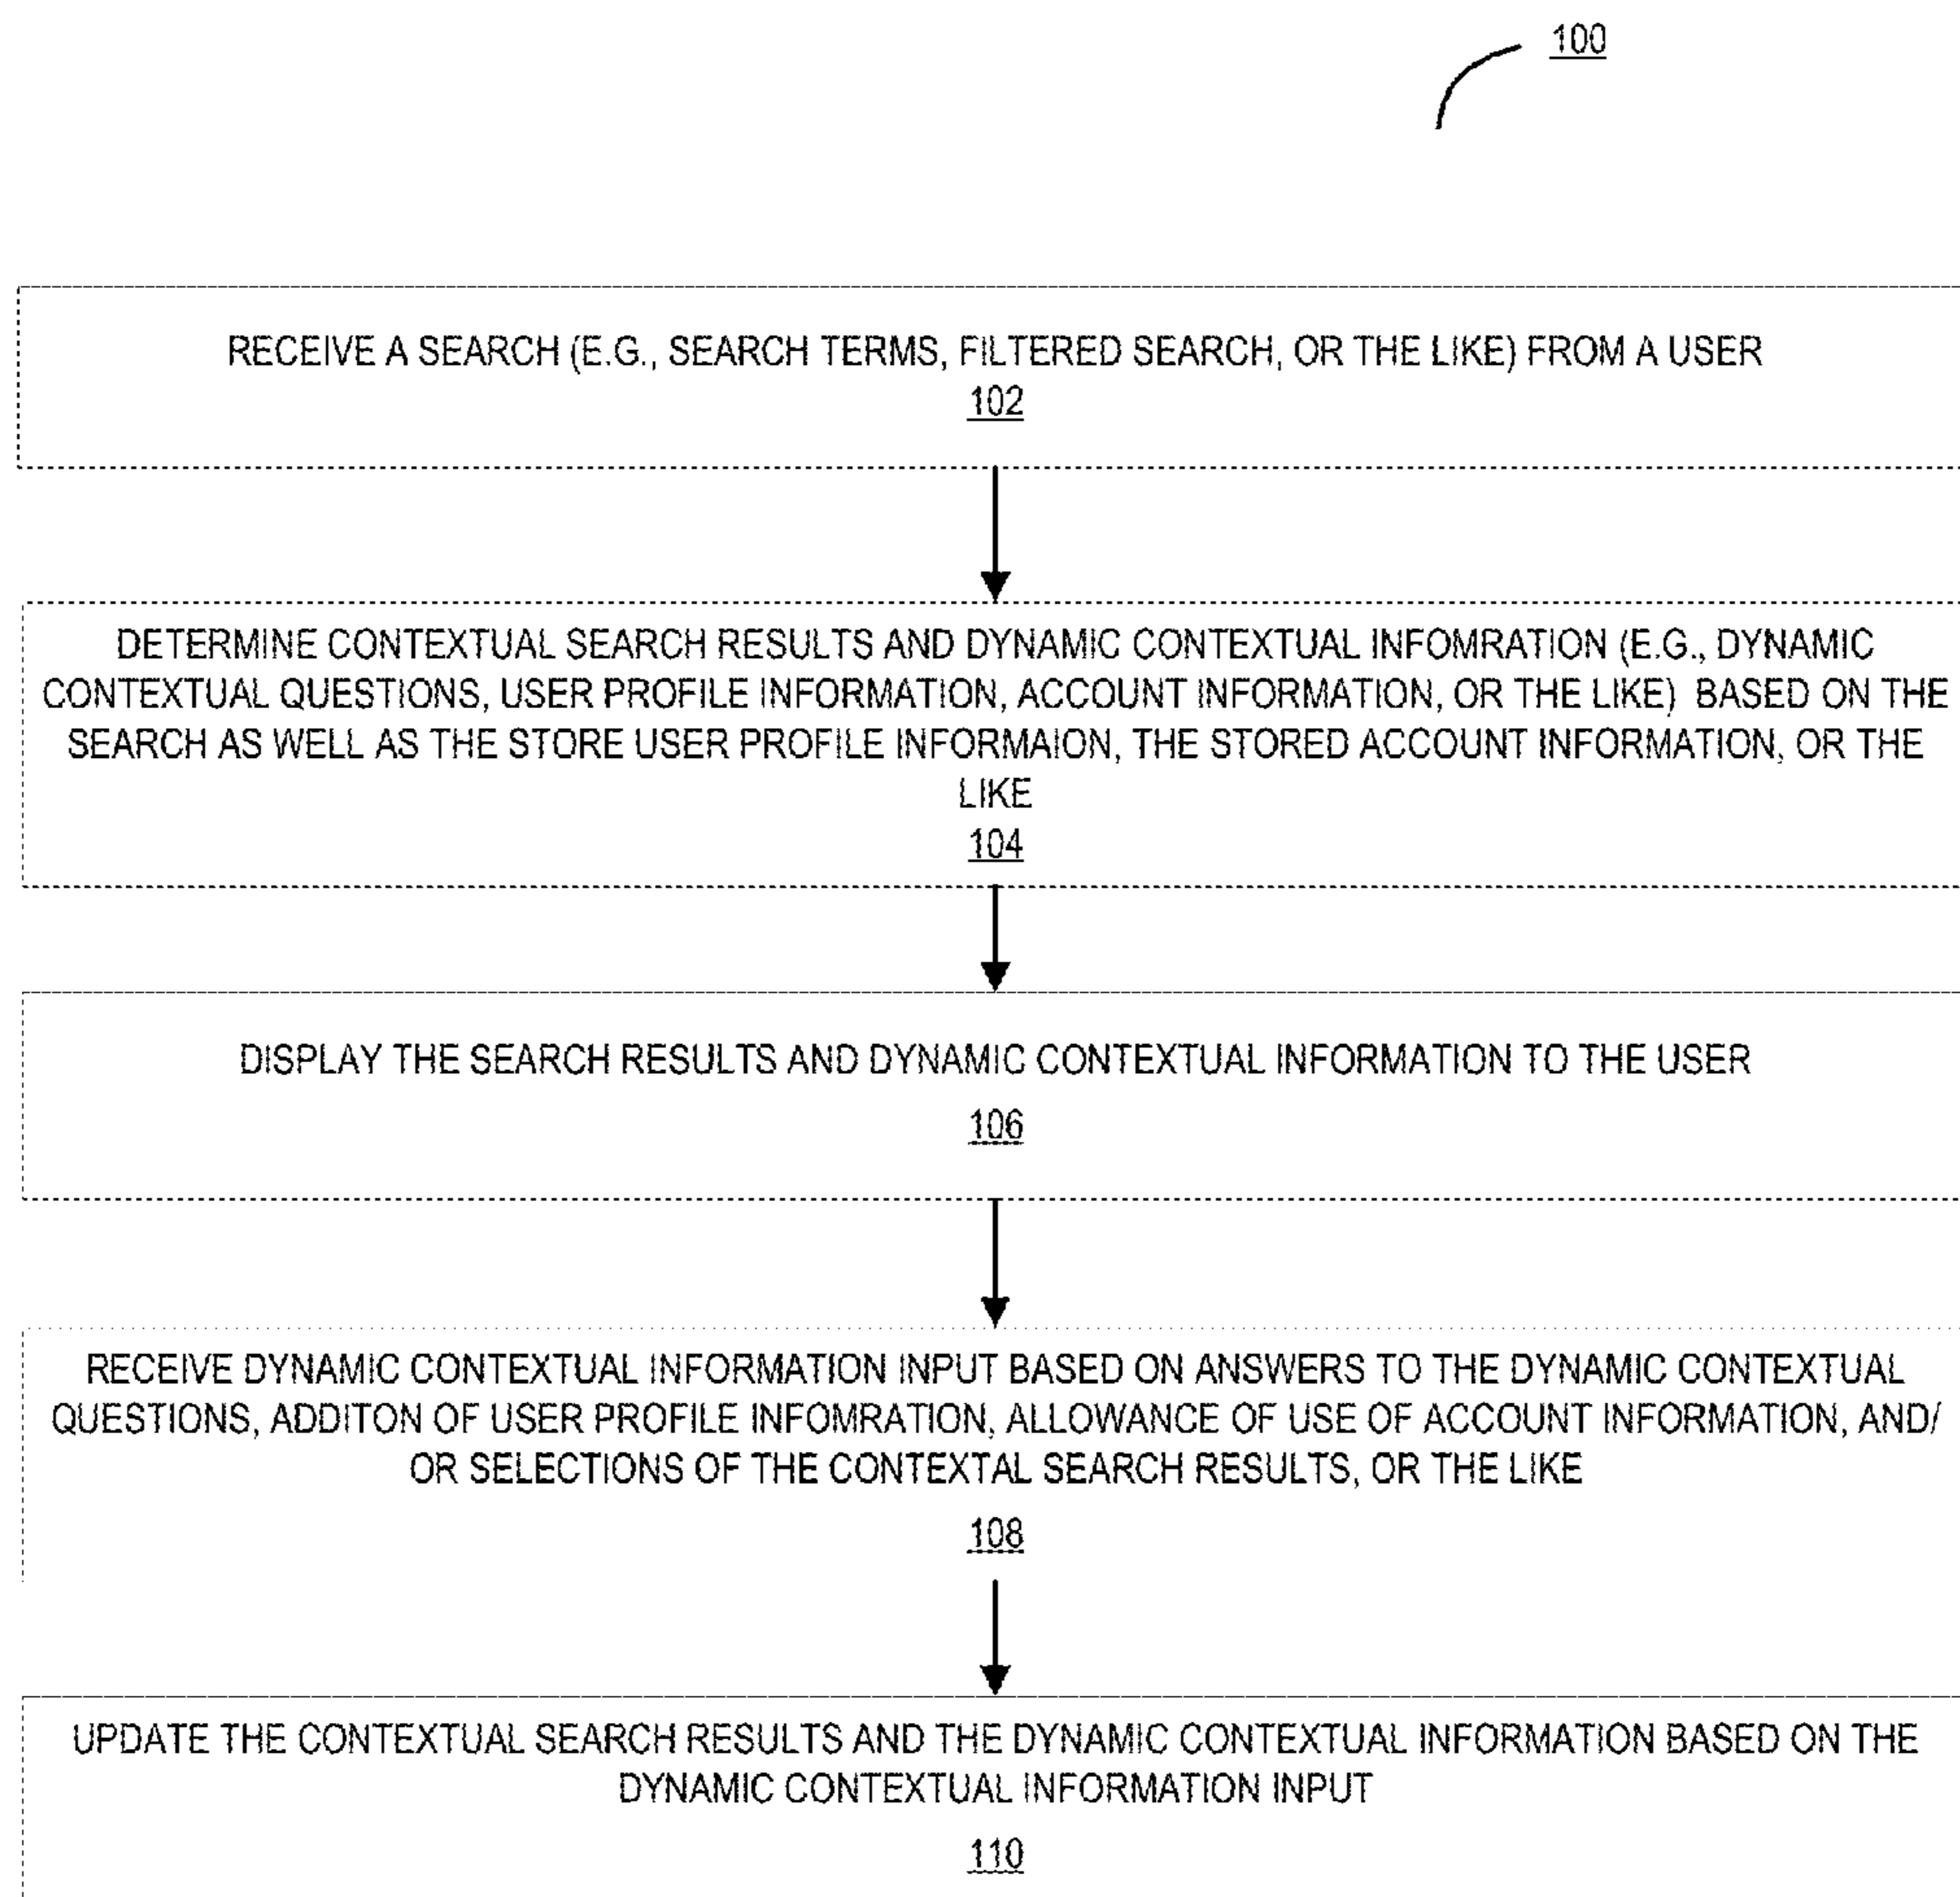 100
RECEIVE A SEARCH (E.G., SEARCH TERMS, FILTERED SEARCH, OR THE LIKE) FROM A USER
102
DETERMINE CONTEXTUAL SEARCH RESULTS AND DYNAMIC CONTEXTUAL INFOMRATION (E.G., DYNAMIC
CONTEXTUAL QUESTIONS, USER PROFILE INFORMATION, ACCOUNT INFORMATION, OR THE LIKE) BASED ON THE
SEARCH AS WELL AS THE STORE USER PROFILE INFORMAION, THE STORED ACCOUNT INFORMATION, OR THE
LIKE
104
DISPLAY THE SEARCH RESULTS AND DYNAMIC CONTEXTUAL INFORMATION TO THE USER
106
RECEIVE DYNAMIC CONTEXTUAL INFORMATION INPUT BASED ON ANSWERS TO THE DYNAMIC CONTEXTUAL
QUESTIONS, ADDITON OF USER PROFILE INFOMRATION, ALLOWANCE OF USE OF ACCOUNT INFORMATION, AND/
OR SELECTIONS OF THE CONTEXTAL SEARCH RESULTS, OR THE LIKE
108
UPDATE THE CONTEXTUAL SEARCH RESULTS AND THE DYNAMIC CONTEXTUAL INFORMATION BASED ON THE
DYNAMIC CONTEXTUAL INFORMATION INPUT
110